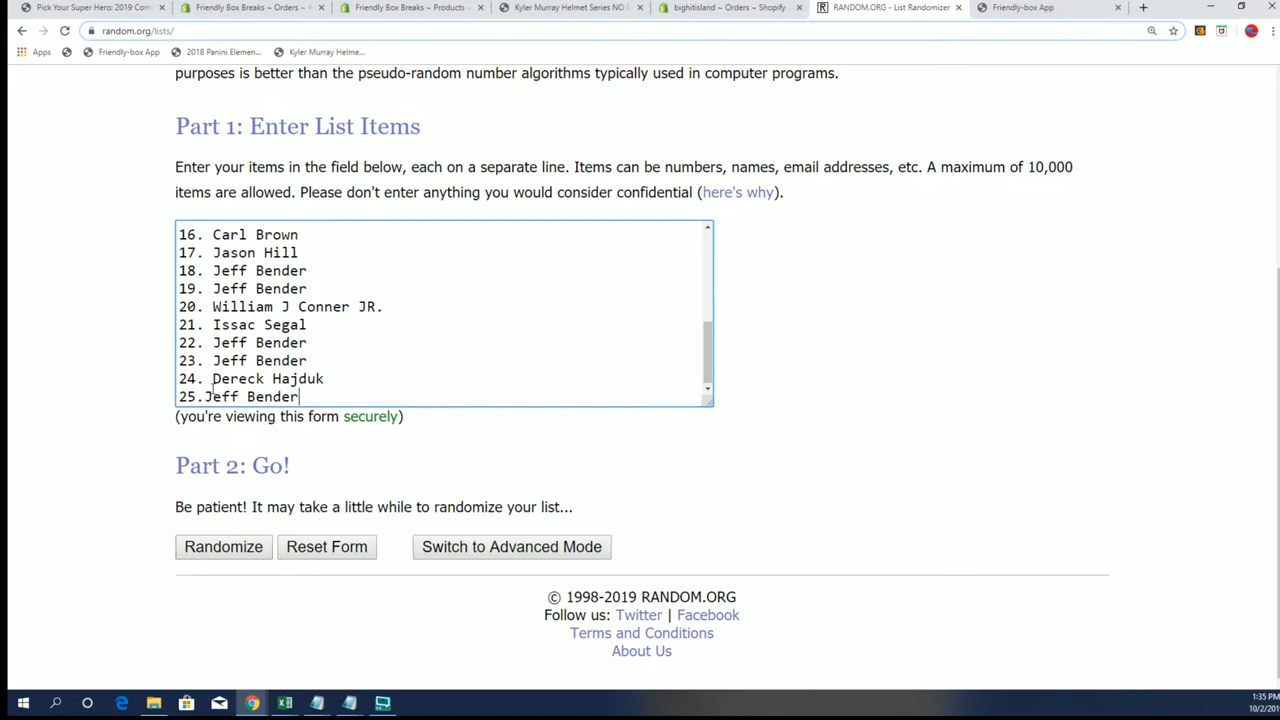 Pick Your Super Hero: 2019 Com
Friendly Box Breaks ~ Orders ~
Friendly Box Breaks ~ Products ~
Kyler Murray Helmet Series NO D
bighitisland ~ Orders ~ Shopify
RANDOM.ORG - List Randomizer
Friendly-box App
random.org/lists/
Apps
Friendly-box App
2018 Panini Elemen...
Kyler Murray Helme...
purposes is better than the pseudo-random number algorithms typically used in computer programs.
Part 1: Enter List Items
Enter your items in the field below, each on a separate line. Items can be numbers, names, email addresses, etc. A maximum of 10,000
items are allowed. Please don't enter anything you would consider confidential (here's why).
16. Carl Brown
17. Jason Hill
18. Jeff Bender
19. Jeff Bender
20. William J Conner JR.
21. Issac Segal
22. Jeff Bender
23. Jeff Bender
24. Dereck Hajduk
25.Jeff Bender
(you're viewing this form securely)
Part 2: Go!
Be patient! It may take a little while to randomize your list...
Randomize
Reset Form
Switch to Advanced Mode
© 1998-2019 RANDOM.ORG
Follow us: Twitter | Facebook
Terms and Conditions
About Us
1:35 PM
10/2/201